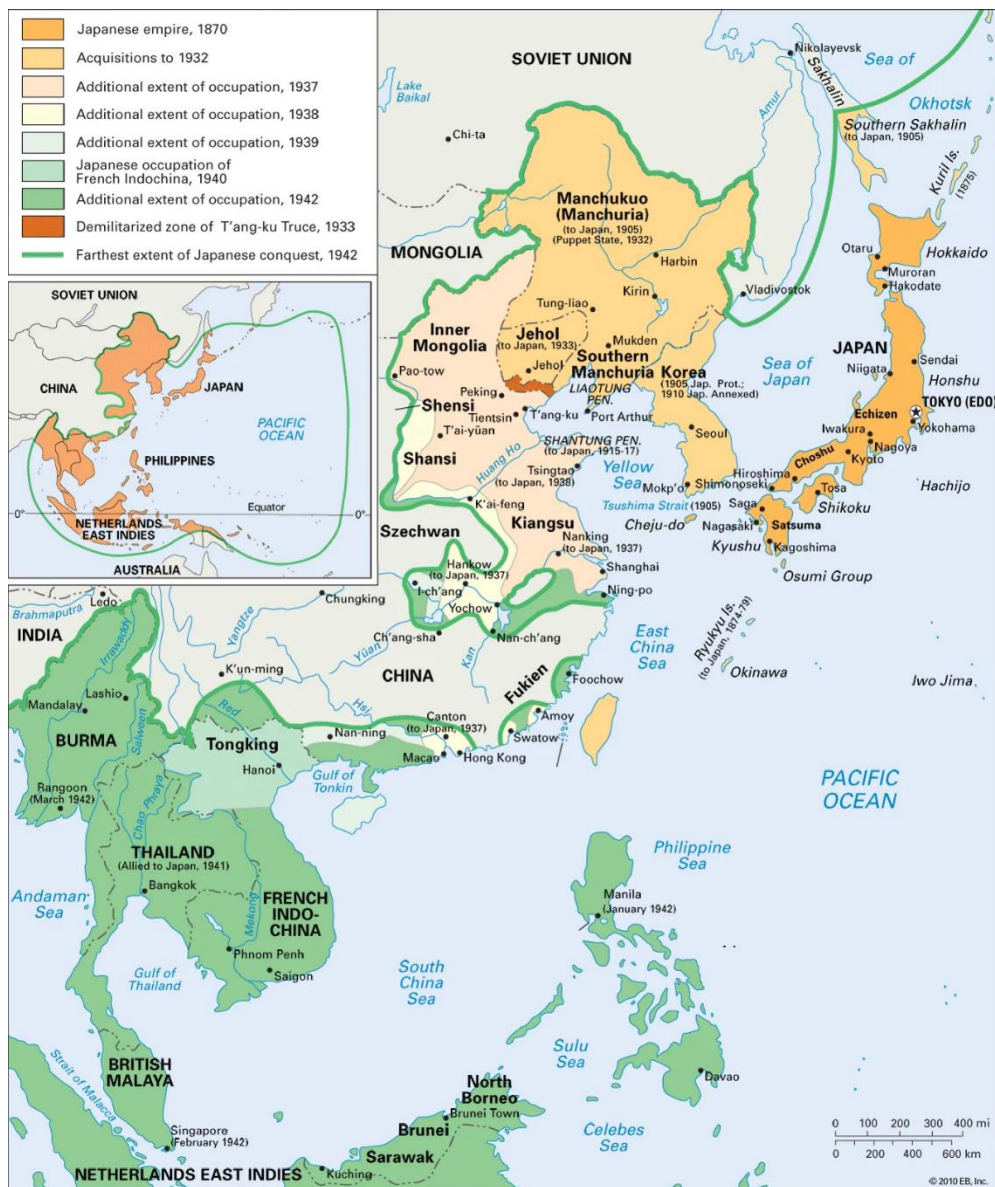 Japanese empire, 1870
Acquisitions to 1932
Additional extent of occupation, 1937
Additional extent of occupation, 1938
Additional extent of occupation, 1939
Japanese occupation of
French Indochina, 1940
Additional extent of occupation, 1942
Demilitarized zone of T'ang-ku Truce, 1933
Farthest extent of Japanese conquest, 1942
SOVIET UNION
CHINA
JAPAN
PACIFIC
OCEAN
PHILIPPINES
Equator
0°
0°
NETHERLANDS
EAST INDIES
AUSTRALIA
SOVIET UNION
Lake
Baikal
Chi-ta
Nikolayevsk
Sea of
Okhotsk
Sakhalin
Amur
Southern Sakhalin
(to Japan, 1905)
Kuril Is.
(1875)
Manchukuo
(Manchuria)
(to Japan, 1905)
(Puppet State, 1932)
MONGOLIA
Harbin
Kirin
Vladivostok
Tung-liao
Otaru
Hokkaido
Muroran
Hakodate
Inner
Mongolia
Jehol
(to Japan, 1933)
Jehol
Mukden
Southern
Manchuria
Korea
(1905 Jap. Prot.;
1910 Jap. Annexed)
Sea of
Japan
JAPAN
Sendai
Niigata
Honshu
TOKYO (EDO)
Pao-tow
Peking
LIAOTUNG
PEN.
Shensi
Tientsin
T'ang-ku
Port Arthur
Echizen
Iwakura
Yokohama
Nagoya
Kyoto
T'ai-yüan
Shansi
Huang Ho
SHANTUNG PEN.
(to Japan, 1915-17)
Seoul
Choshu
Tsingtao
(to Japan, 1938)
Yellow
Sea
Mokp'o
Hiroshima
Shimonoseki
Hachijo
Tosa
Shikoku
K'ai-feng
Tsushima Strait (1905)
Saga
Cheju-do
Nagasaki
Satsuma
Kyushu
Kagoshima
Osumi Group
Szechwan
Kiangsu
Nanking
(to Japan, 1937)
Hankow
(to Japan, 1937)
Shanghai
I-ch'ang
Ning-po
Yochow
Chungking
Ch'ang-sha
Nan-ch'ang
East
China
Sea
Ryukyu Is.
(to Japan, 1874-79)
Okinawa
Iwo Jima
Brahmaputra
Ledo
INDIA
Irrawaddy
Yangtze
Yüan
Kan
K'un-ming
CHINA
Fukien
Foochow
Lashio
Mandalay
Salween
BURMA
Red
Hsi
Canton
(to Japan, 1937)
Amoy
Swatow
Nan-ning
Tongking
Macao
Hong Kong
Hanoi
Gulf of
Tonkin
Rangoon
(March 1942)
Chao Phraya
PACIFIC
OCEAN
THAILAND
(Allied to Japan, 1941)
Bangkok
Philippine
Sea
Manila
(January 1942)
Andaman
Sea
FRENCH
INDO-
CHINA
Mekong
Phnom Penh
Saigon
Gulf of
Thailand
South
China
Sea
Sulu
Sea
Davao
BRITISH
MALAYA
Strait of Malacca
Singapore
(February 1942)
North
Borneo
Brunei Town
Brunei
Sarawak
Kuching
Celebes
Sea
NETHERLANDS EAST INDIES
0 100 200 300 400 mi
0 200 400 600 km
© 2010 EB, Inc.